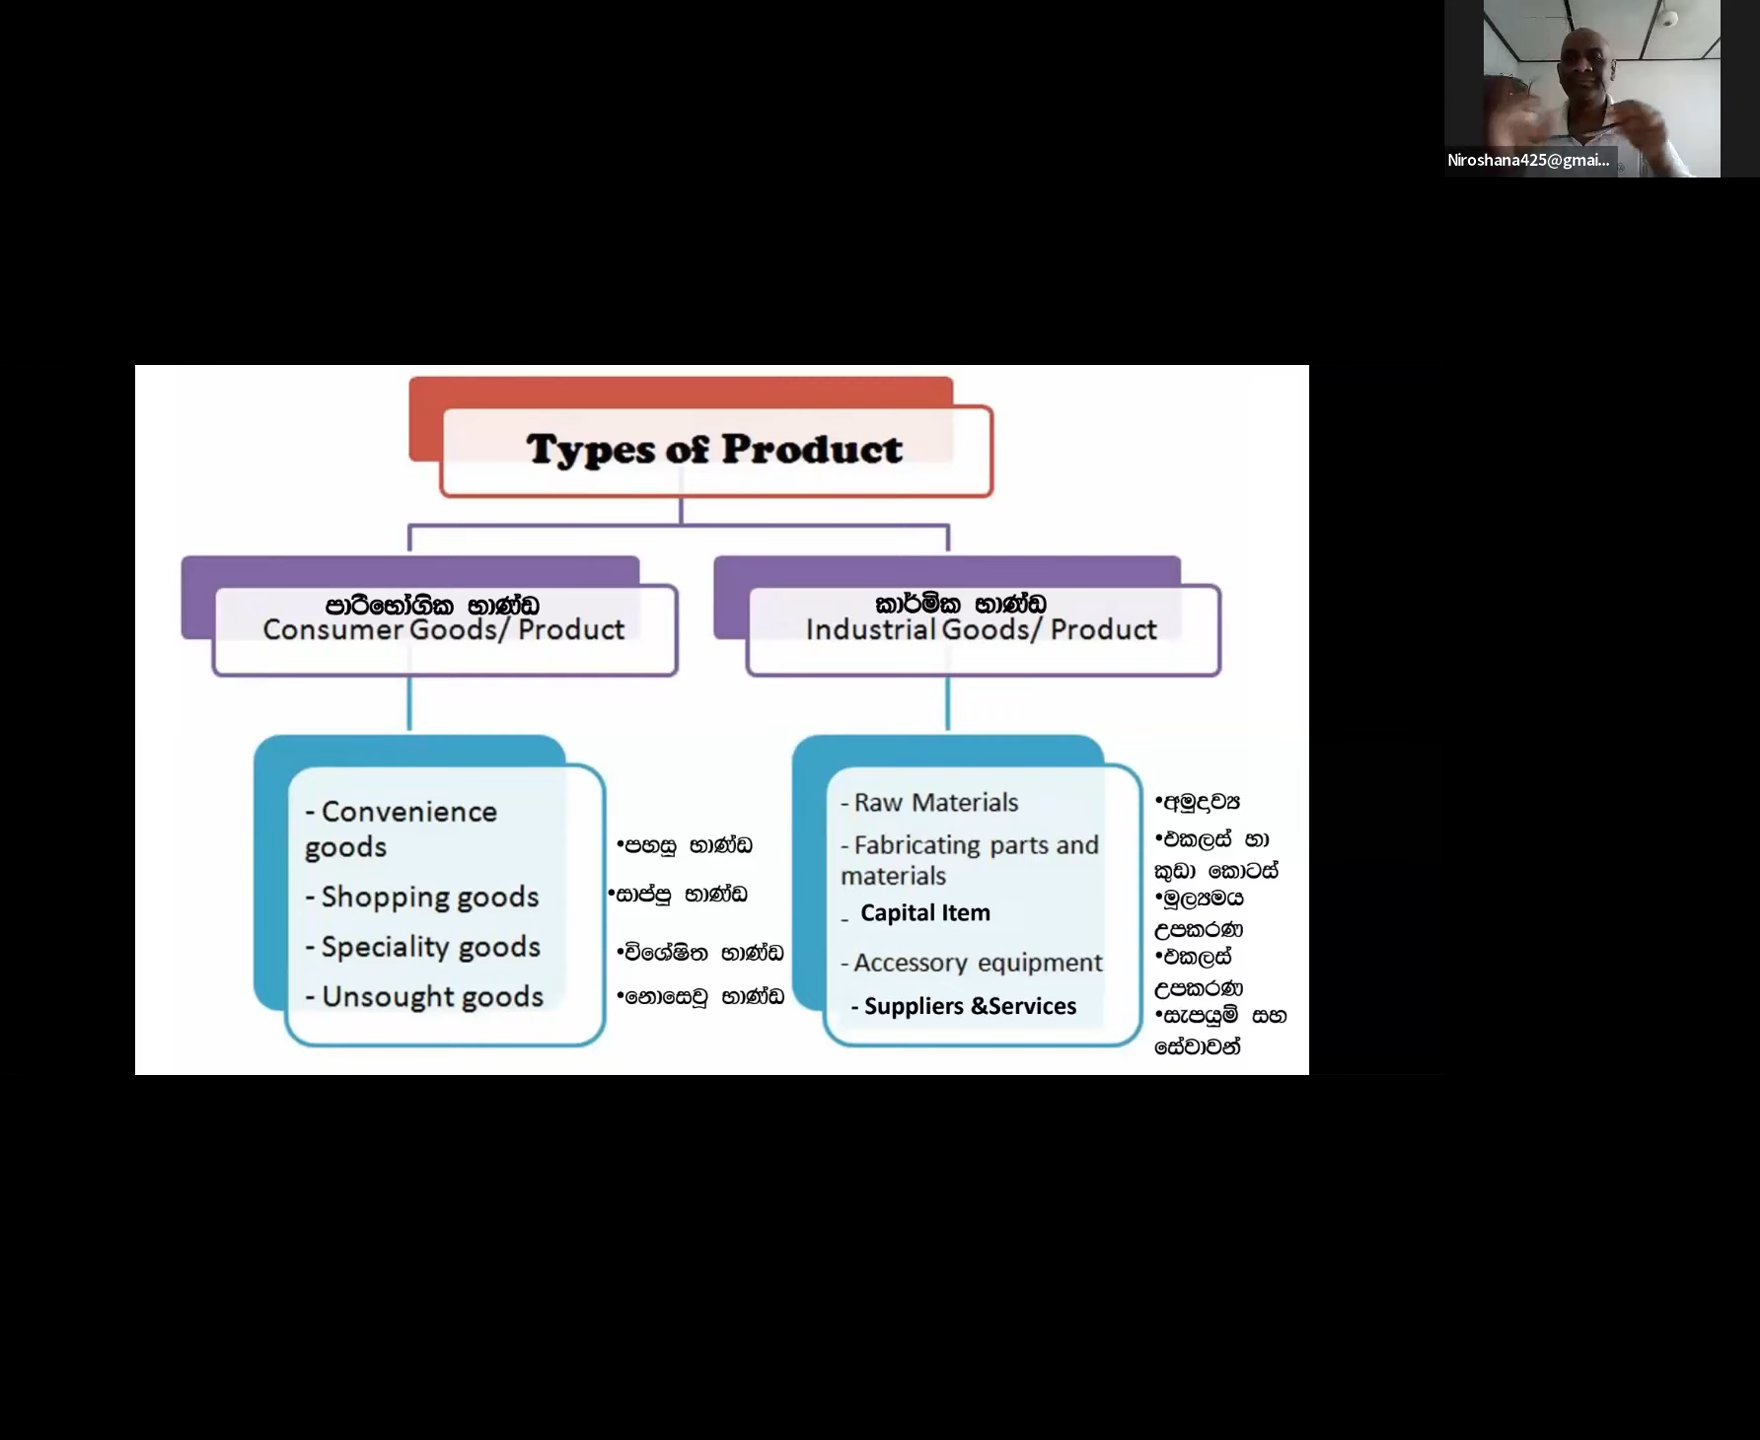 Niroshana425@gmai...
Types of Product
පාරිභෝගික භාණ්ඩ
Consumer Goods/ Product
- Convenience
goods
- Shopping goods
- Speciality goods
- Unsought goods
•පහසු භාණ්ඩ
•සාප්පු භාණ්ඩ
•විශේෂිත භාණ්ඩ
•නොසෙවූ භාණ්ඩ
කාර්මික භාණ්ඩ
Industrial Goods/ Product
- Raw Materials
- Fabricating parts and
materials
- Capital Item
- Accessory equipment
- Suppliers &Services
•අමුද්‍රව්‍ය
•එකලස් හා
කුඩා කොටස්
•මූල්‍යමය
උපකරණ
•එකලස්
උපකරණ
•සැපයුම් සහ
සේවාවන්